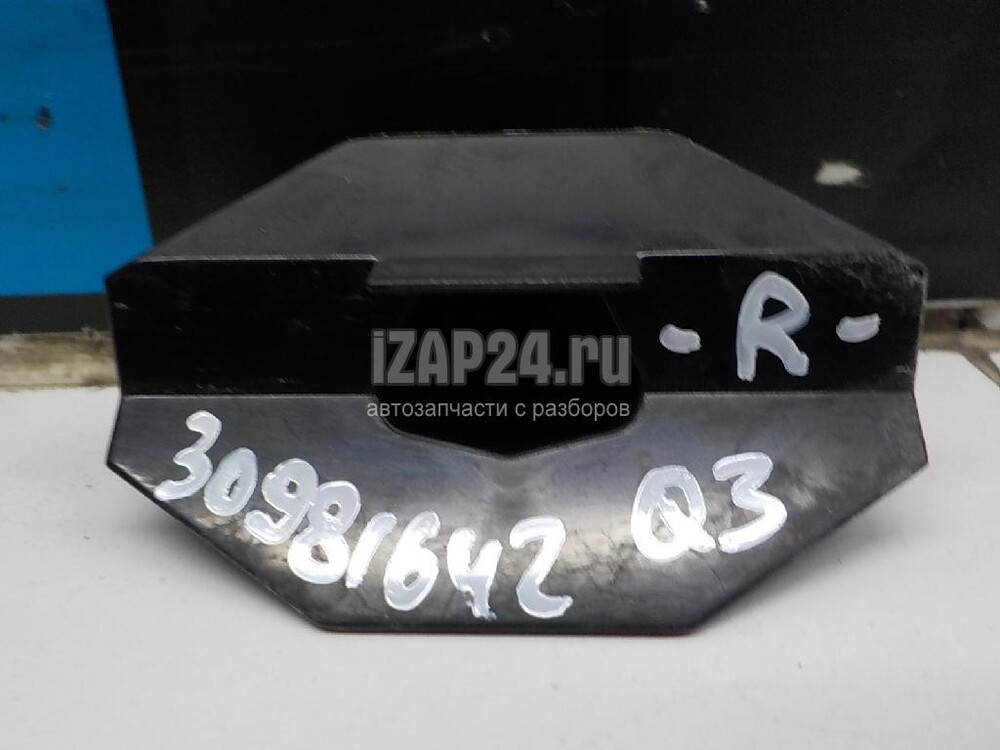 - R -
iZAP24.ru
автозапчасти с разборов
30981642 Q3